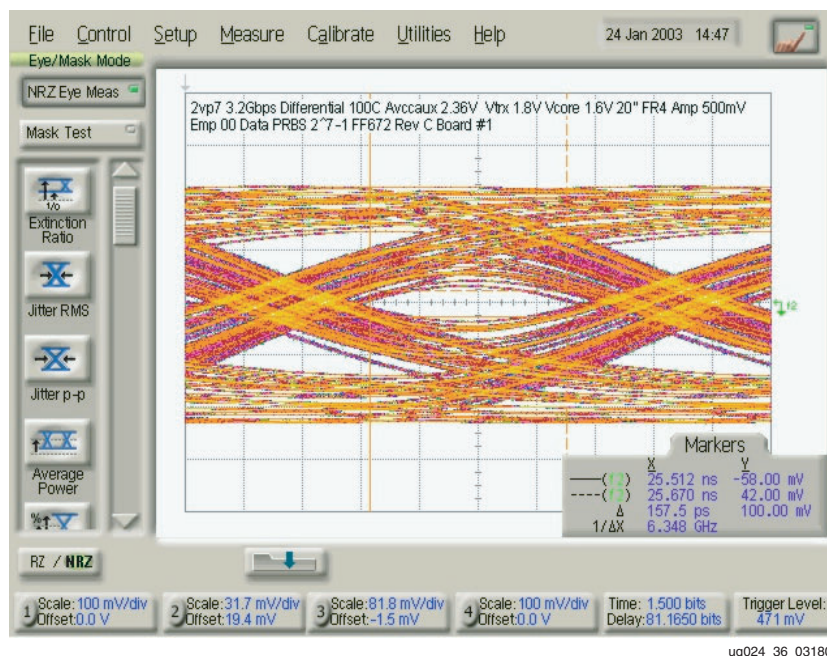 File Control Setup Measure Calibrate Utilities Help 24 Jan 2003 14:47
Eye/Mask Mode
NRZ Eye Meas
Mask Test
Extinction
Ratio
Jitter RMS
Jitter p-p
Average
Power
2vp7 3.2Gbps Differential 100C Avccaux 2.36V Vtrx 1.8V Vcore 1.6V 20" FR4 Amp 500mV
Emp 00 Data PRBS 2^7-1 FF672 Rev C Board #1
f2
Markers
X Y
——(f2) 25.512 ns -58.00 mV
----(f2) 25.670 ns 42.00 mV
Δ 157.5 ps 100.00 mV
1/ΔX 6.348 GHz
RZ / NRZ
1 Scale: 100 mV/div
Offset: 0.0 V
2 Scale: 31.7 mV/div
Offset: 19.4 mV
3 Scale: 81.8 mV/div
Offset: -1.5 mV
4 Scale: 100 mV/div
Offset: 0.0 V
Time: 1.500 bits
Delay: 81.1650 bits
Trigger Level:
471 mV